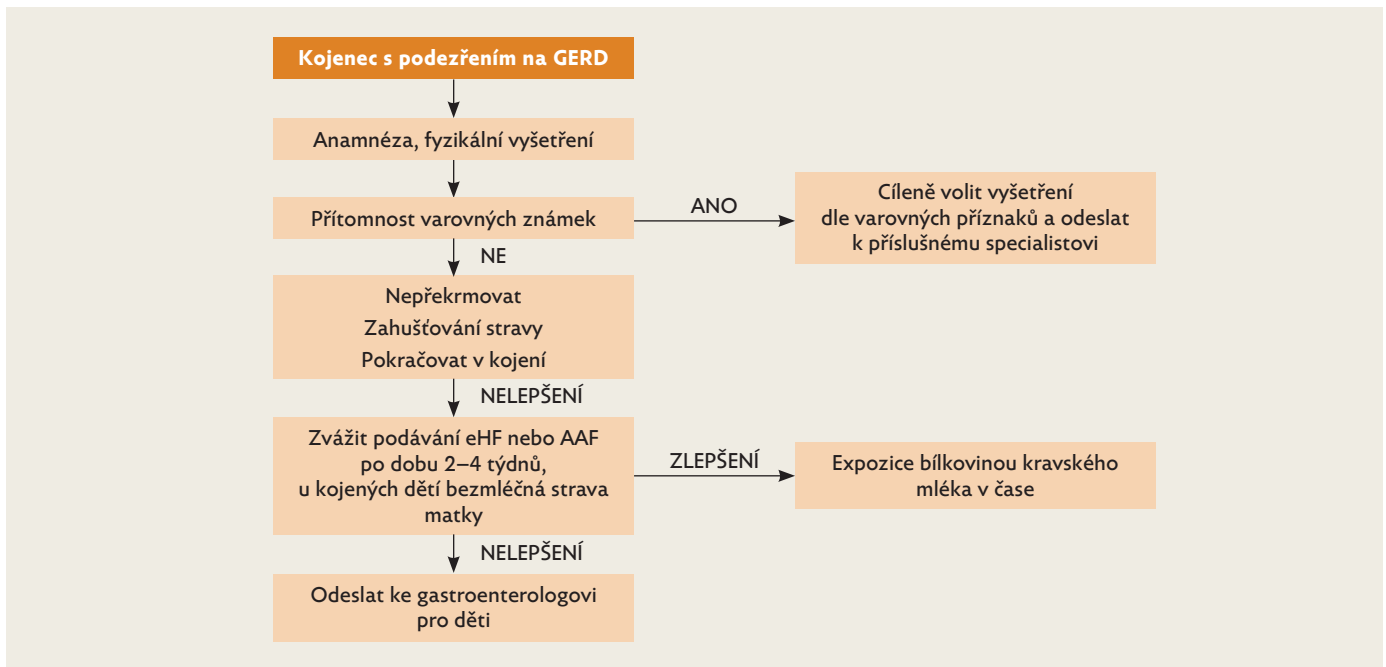 Kojenec s podezřením na GERD
Anamnéza, fyzikální vyšetření
Přítomnost varovných známek
ANO
Cíleně volit vyšetření
dle varovných příznaků a odeslat
k příslušnému specialistovi
NE
Nepřekrmovat
Zahušťování stravy
Pokračovat v kojení
NELEPŠENÍ
Zvážit podávání eHF nebo AAF
po dobu 2–4 týdnů,
u kojených dětí bezmléčná strava
matky
ZLEPŠENÍ
Expozice bílkovinou kravského
mléka v čase
NELEPŠENÍ
Odeslat ke gastroenterologovi
pro děti